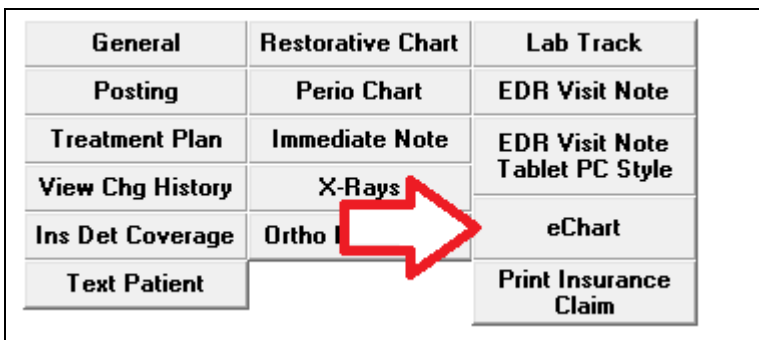 General
Restorative Chart
Lab Track
Posting
Perio Chart
EDR Visit Note
Treatment Plan
Immediate Note
EDR Visit Note
Tablet PC Style
View Chg History
X-Rays
Ins Det Coverage
Ortho
eChart
Text Patient
Print Insurance
Claim